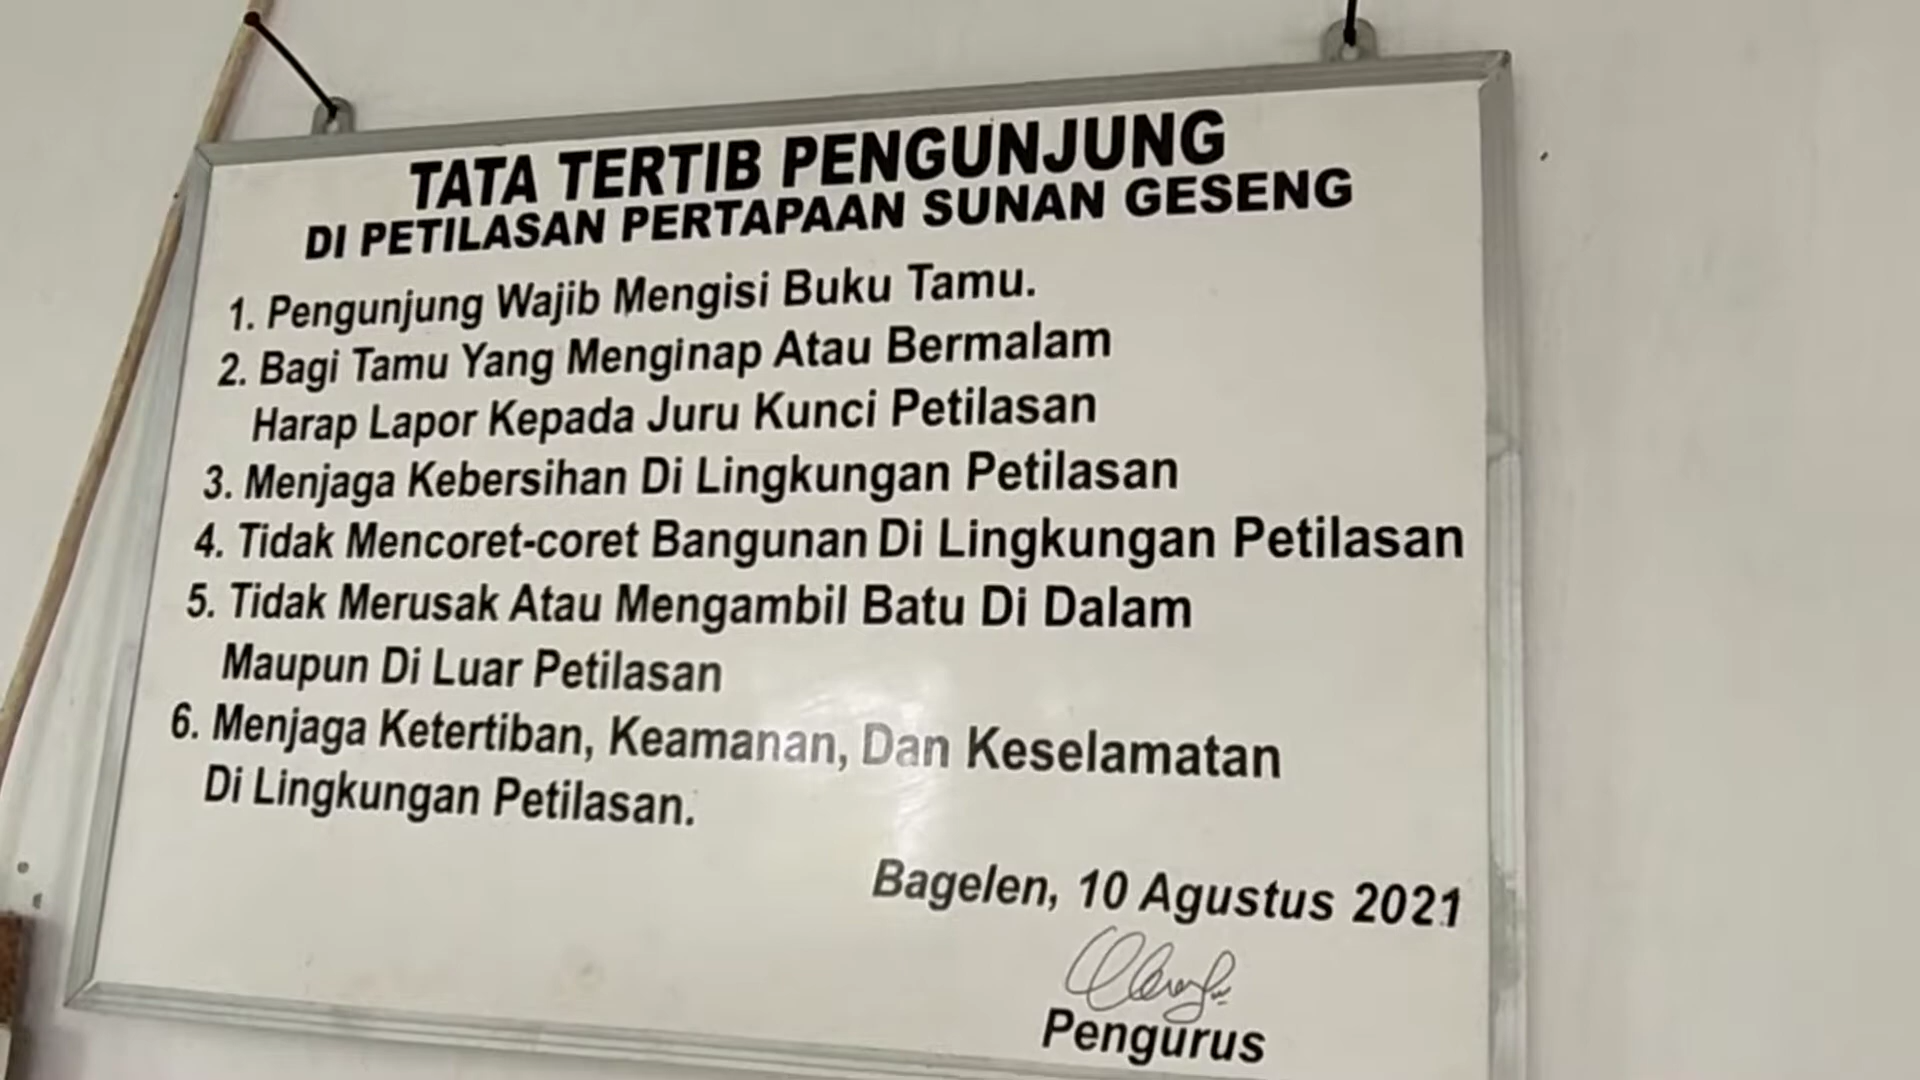 TATA TERTIB PENGUNJUNG
DI PETILASAN PERTAPAAN SUNAN GESENG
1. Pengunjung Wajib Mengisi Buku Tamu.
2. Bagi Tamu Yang Menginap Atau Bermalam
Harap Lapor Kepada Juru Kunci Petilasan
3. Menjaga Kebersihan Di Lingkungan Petilasan
4. Tidak Mencoret-coret Bangunan Di Lingkungan Petilasan
5. Tidak Merusak Atau Mengambil Batu Di Dalam
Maupun Di Luar Petilasan
6. Menjaga Ketertiban, Keamanan, Dan Keselamatan
Di Lingkungan Petilasan.
Bagelen, 10 Agustus 2021
Pengurus